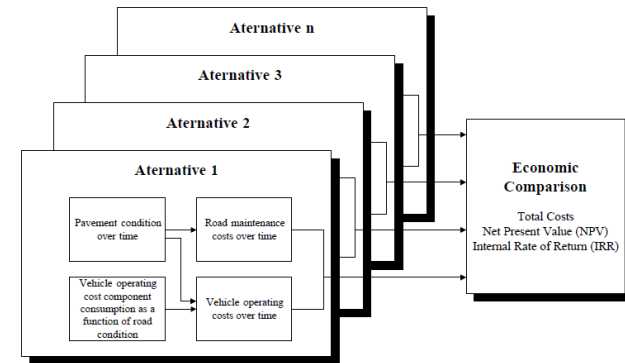 Aternative n
Aternative 3
Aternative 2
Aternative 1
Pavement condition
over time
Road maintenance
costs over time
Vehicle operating
cost component
consumption as a
function of road
condition
Vehicle operating
costs over time
Economic
Comparison
Total Costs
Net Present Value (NPV)
Internal Rate of Return (IRR)